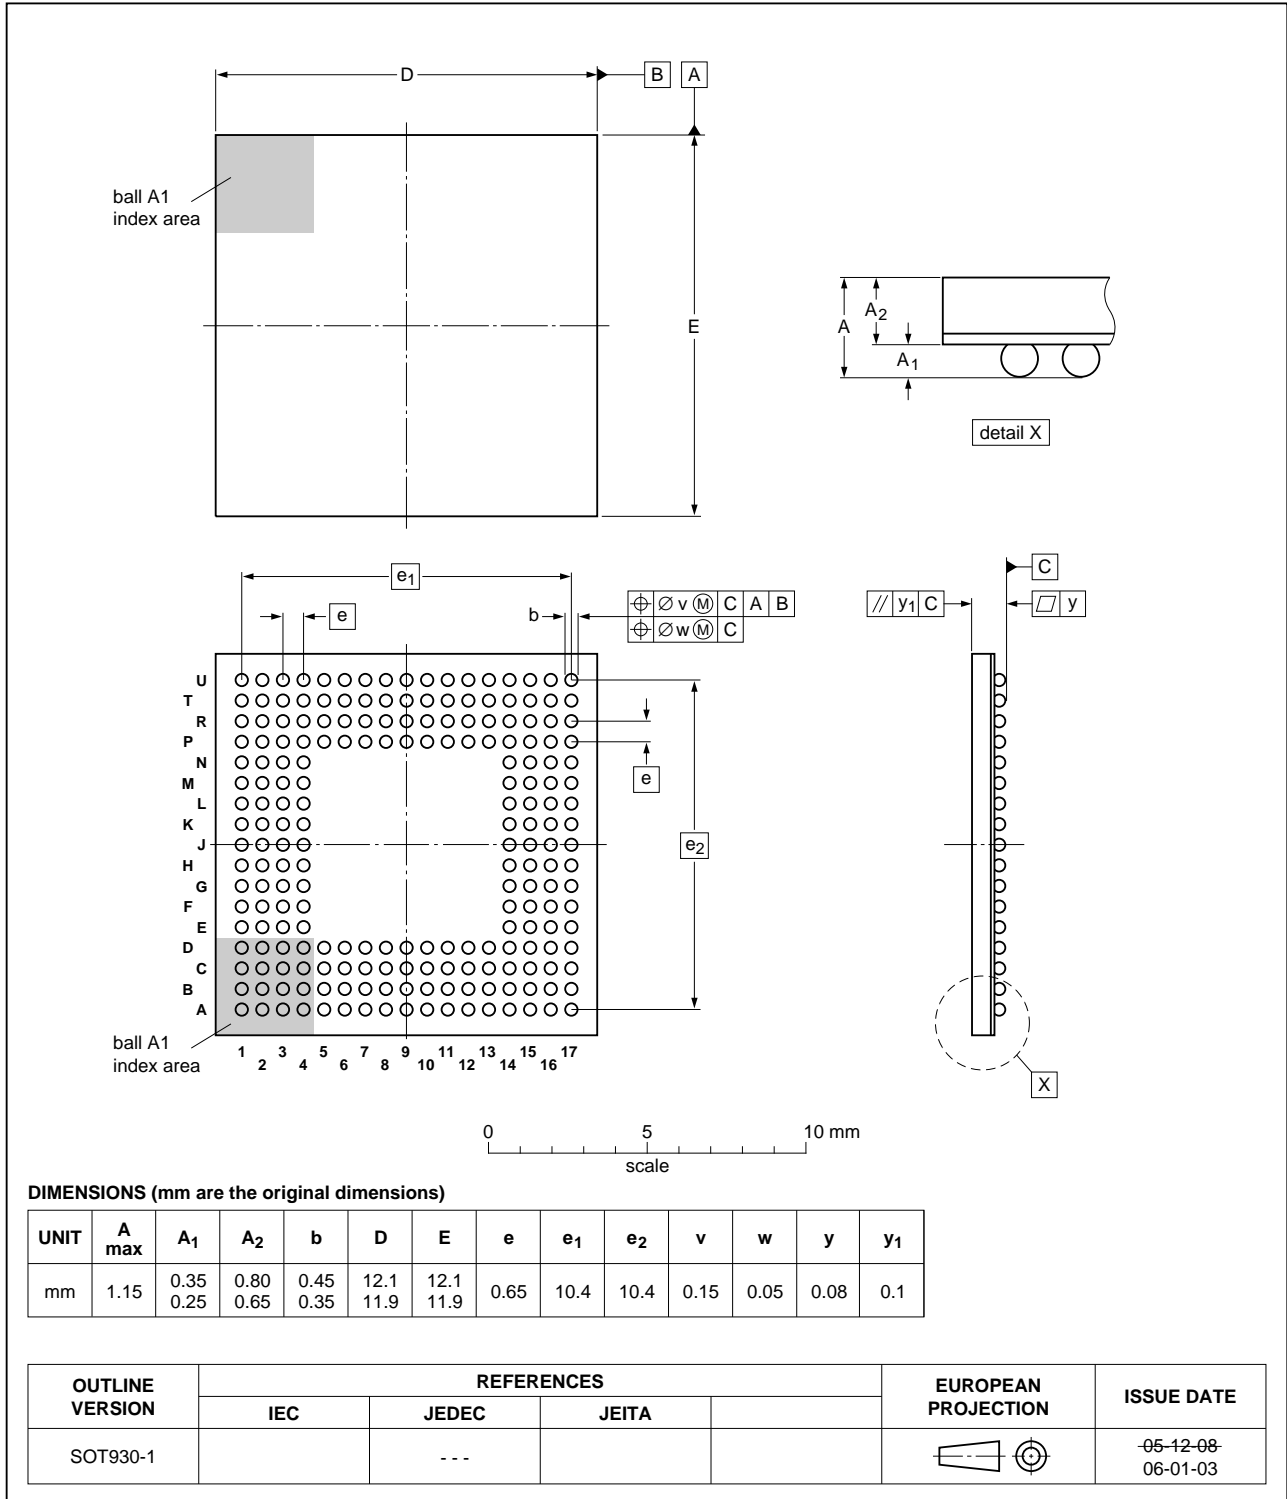 D
B A
ball A1
index area
E
A
A2
A1
detail X
e1
e
b
⌖ ∅ v Ⓜ C A B
⌖ ∅ w Ⓜ C
C
// y1 C
▱ y
U
T
R
P
N
M
L
K
J
H
G
F
E
D
C
B
A
e
e2
ball A1
index area
1 3 5 7 9 11 13 15 17
2 4 6 8 10 12 14 16
X
0 5 10 mm
scale
DIMENSIONS (mm are the original dimensions)
UNIT A max A1 A2 b D E e e1 e2 v w y y1
mm 1.15 0.35 0.25 0.80 0.65 0.45 0.35 12.1 11.9 12.1 11.9 0.65 10.4 10.4 0.15 0.05 0.08 0.1
OUTLINE VERSION REFERENCES EUROPEAN PROJECTION ISSUE DATE
IEC JEDEC JEITA
SOT930-1 - - - 05-12-08
06-01-03